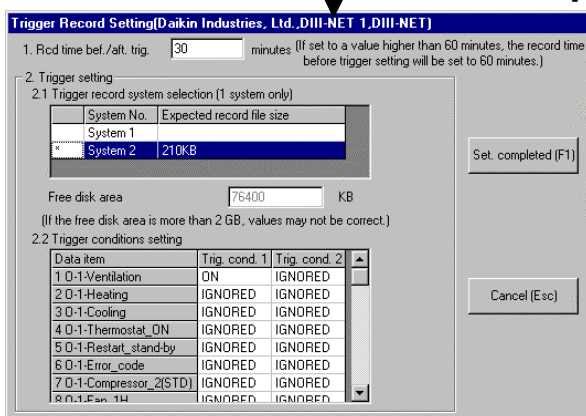 Trigger Record Setting(Daikin Industries, Ltd.,DIII-NET 1,DIII-NET)
1. Rcd time bef./aft. trig. 30 minutes (If set to a value higher than 60 minutes, the record time
before trigger setting will be set to 60 minutes.)
2. Trigger setting
2.1 Trigger record system selection (1 system only)
System No. Expected record file size
System 1
* System 2 210KB
Set. completed (F1)
Free disk area 76400 KB
(If the free disk area is more than 2 GB, values may not be correct.)
2.2 Trigger conditions setting
Data item Trig. cond. 1 Trig. cond. 2
1 0-1-Ventilation ON IGNORED
2 0-1-Heating IGNORED IGNORED
Cancel (Esc)
3 0-1-Cooling IGNORED IGNORED
4 0-1-Thermostat_ON IGNORED IGNORED
5 0-1-Restart_stand-by IGNORED IGNORED
6 0-1-Error_code IGNORED IGNORED
7 0-1-Compressor_2(STD) IGNORED IGNORED
8 0-1-Fan_1H IGNORED IGNORED